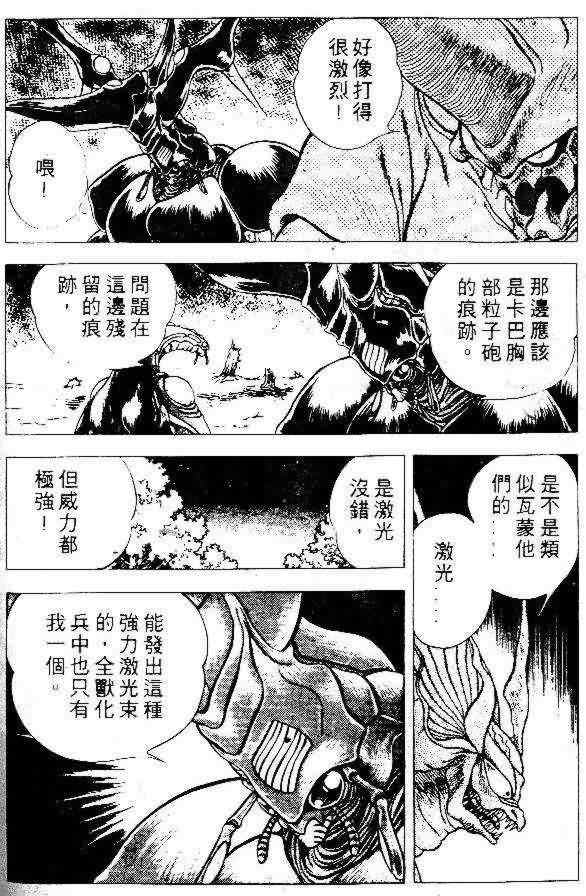 好像打得
很激烈！
喂！
那邊應該
是卡巴胸
部粒子砲
的痕跡。
問題在
這邊殘
留的痕
跡，
是不是類
似瓦蒙他
們的‥‥
激光‥‥
是激光
沒錯，
但威力都
極強！
能發出這種
強力激光束
的，全獸化
兵中也只有
我一個。